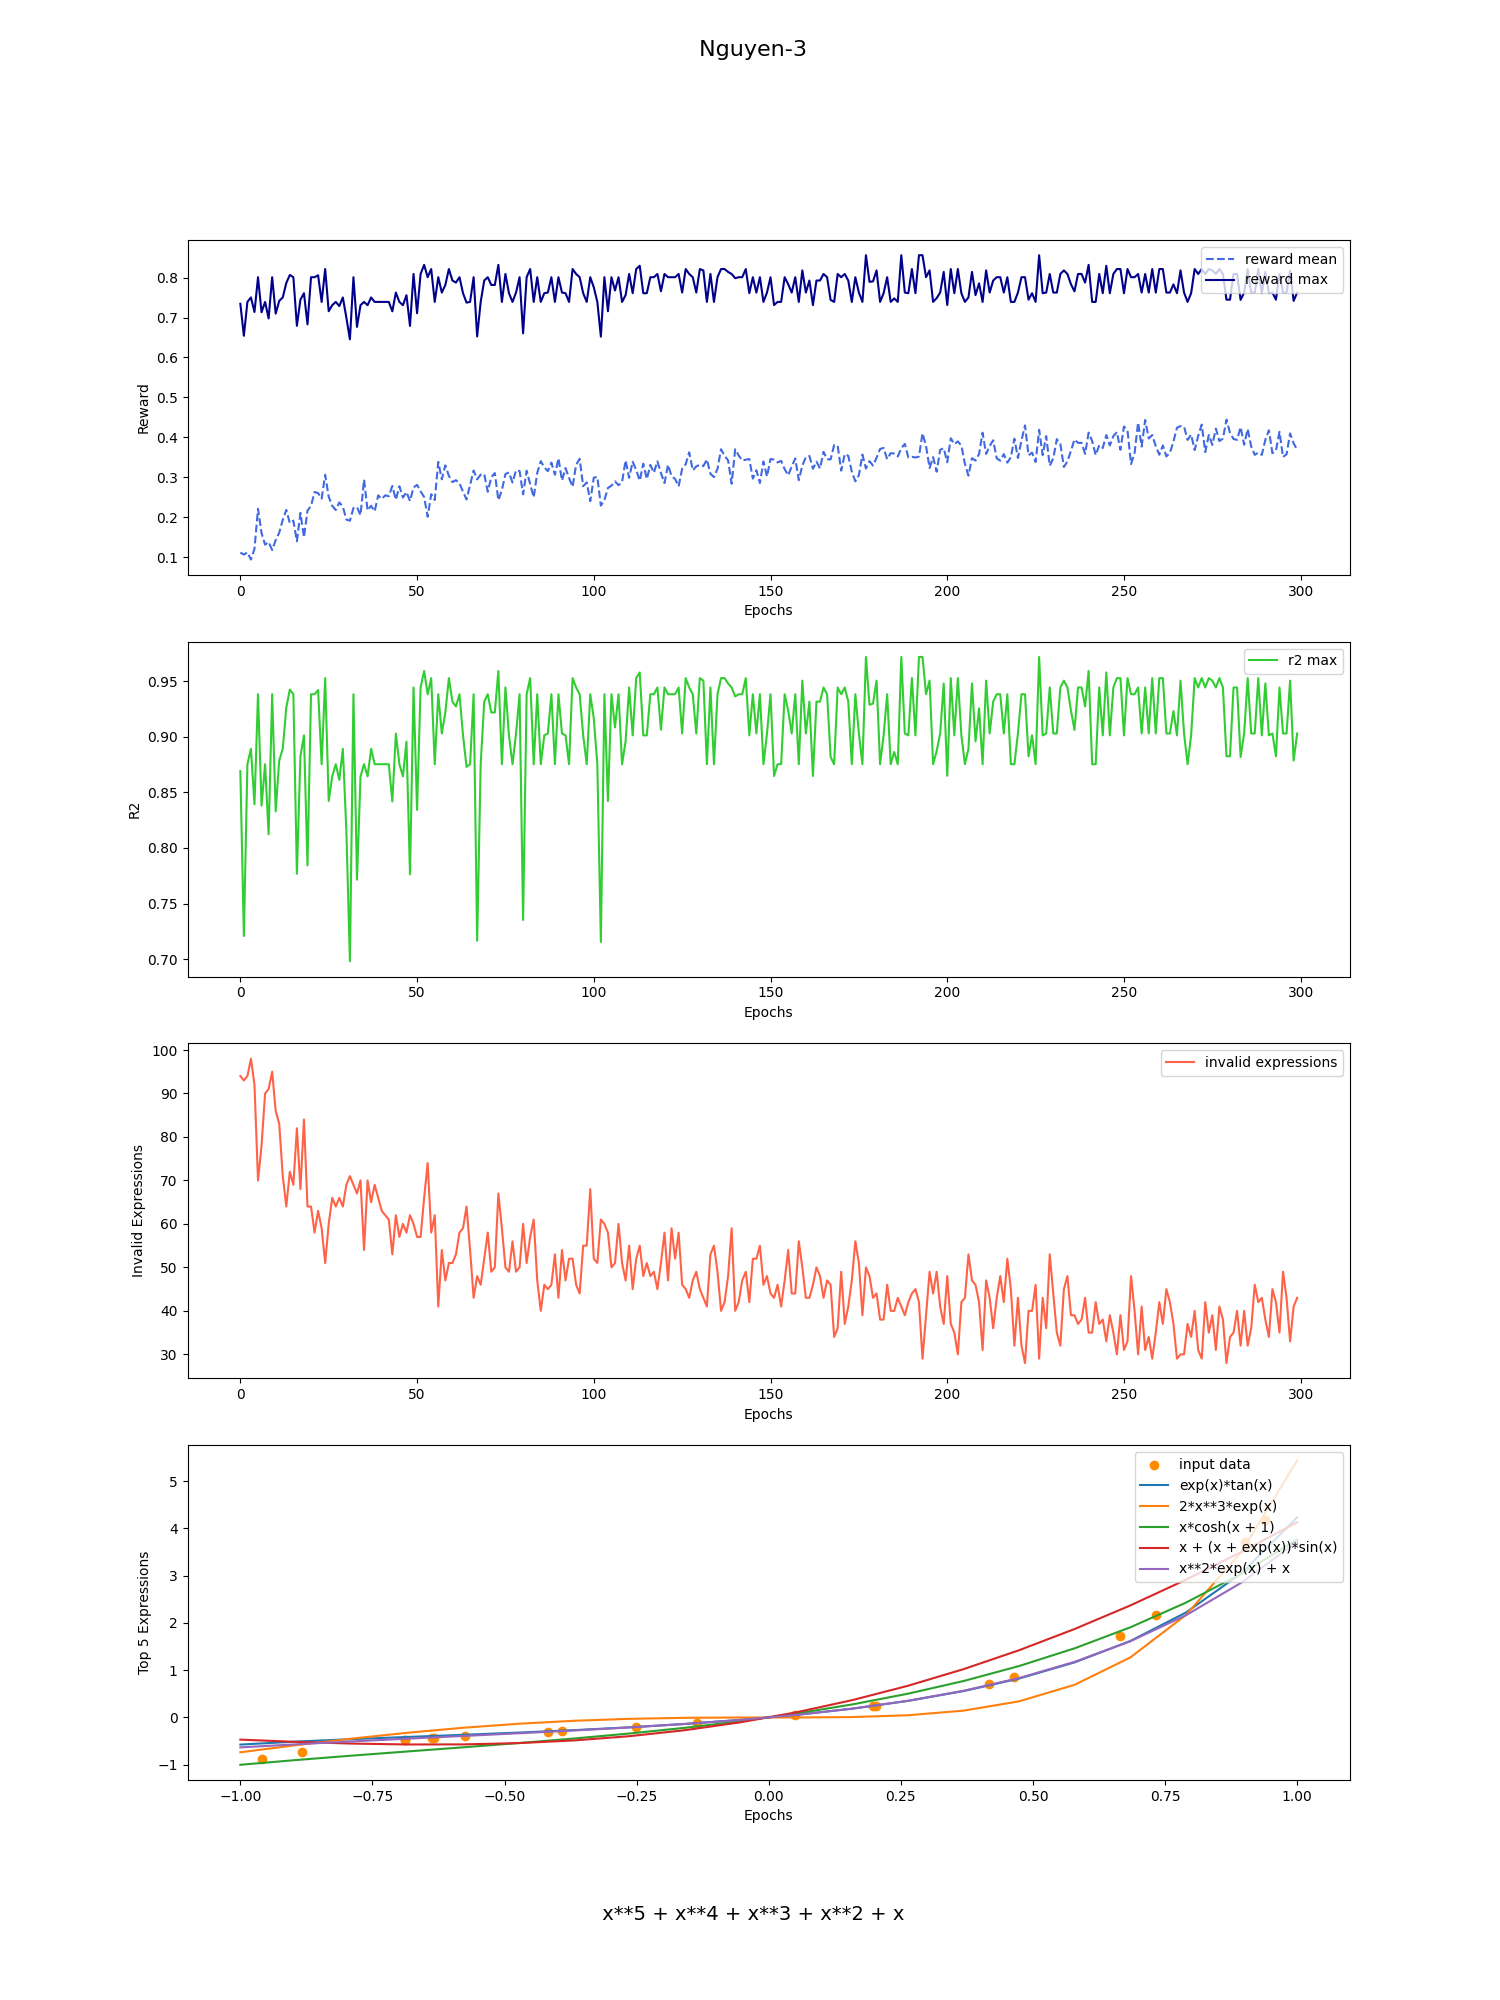 Nguyen-3
reward mean
reward max
0.8
0.7
0.6
0.5
0.4
0.3
0.2
0.1
Reward
0 50 100 150 200 250 300
Epochs
r2 max
0.95
0.90
0.85
0.80
0.75
0.70
R2
0 50 100 150 200 250 300
Epochs
invalid expressions
100
90
80
70
60
50
40
30
Invalid Expressions
0 50 100 150 200 250 300
Epochs
input data
exp(x)*tan(x)
2*x**3*exp(x)
x*cosh(x + 1)
x + (x + exp(x))*sin(x)
x**2*exp(x) + x
5
4
3
2
1
0
−1
Top 5 Expressions
−1.00 −0.75 −0.50 −0.25 0.00 0.25 0.50 0.75 1.00
Epochs
x**5 + x**4 + x**3 + x**2 + x